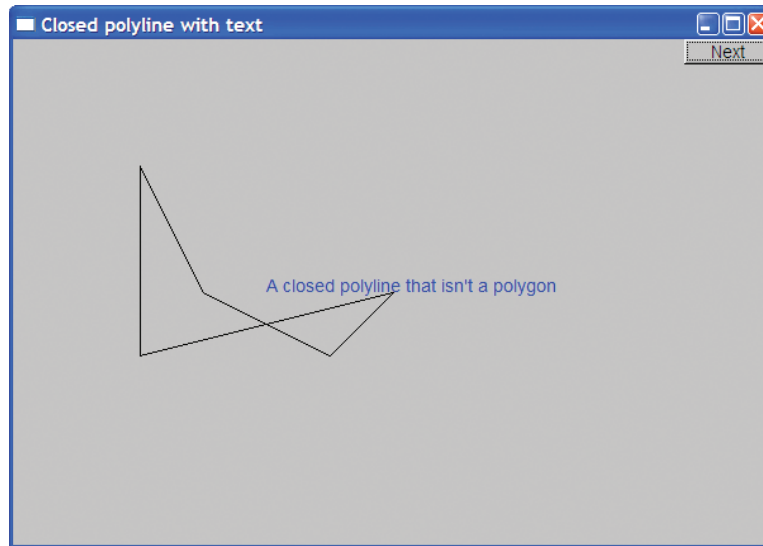 Closed polyline with text
Next
A closed polyline that isn't a polygon